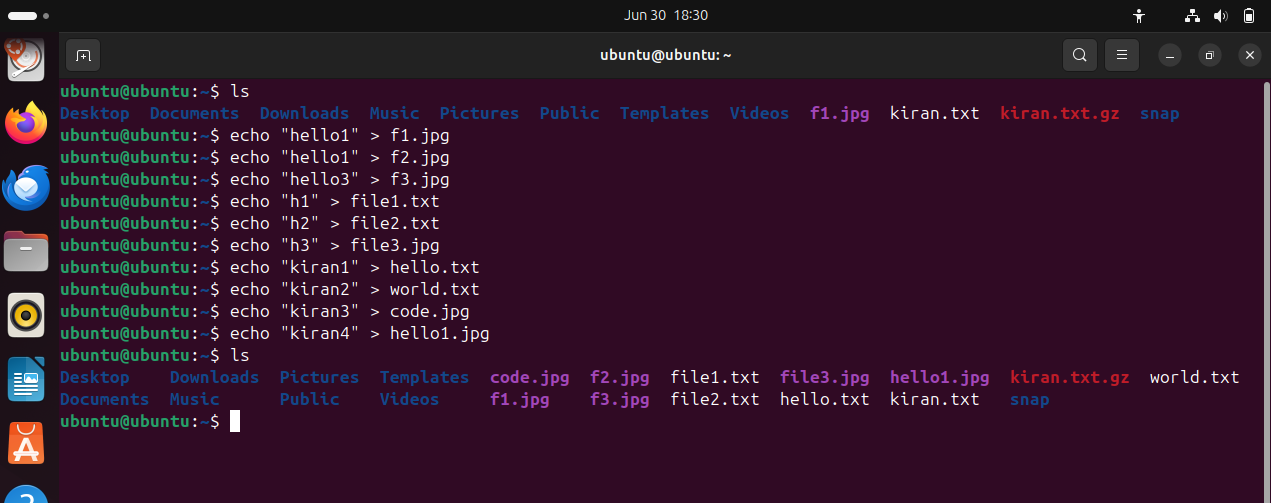 Jun 30 18:30
ubuntu@ubuntu: ~
ubuntu@ubuntu:~$ ls
Desktop Documents Downloads Music Pictures Public Templates Videos f1.jpg kiran.txt kiran.txt.gz snap
ubuntu@ubuntu:~$ echo "hello1" > f1.jpg
ubuntu@ubuntu:~$ echo "hello1" > f2.jpg
ubuntu@ubuntu:~$ echo "hello3" > f3.jpg
ubuntu@ubuntu:~$ echo "h1" > file1.txt
ubuntu@ubuntu:~$ echo "h2" > file2.txt
ubuntu@ubuntu:~$ echo "h3" > file3.jpg
ubuntu@ubuntu:~$ echo "kiran1" > hello.txt
ubuntu@ubuntu:~$ echo "kiran2" > world.txt
ubuntu@ubuntu:~$ echo "kiran3" > code.jpg
ubuntu@ubuntu:~$ echo "kiran4" > hello1.jpg
ubuntu@ubuntu:~$ ls
Desktop Downloads Pictures Templates code.jpg f2.jpg file1.txt file3.jpg hello1.jpg kiran.txt.gz world.txt
Documents Music Public Videos f1.jpg f3.jpg file2.txt hello.txt kiran.txt snap
ubuntu@ubuntu:~$